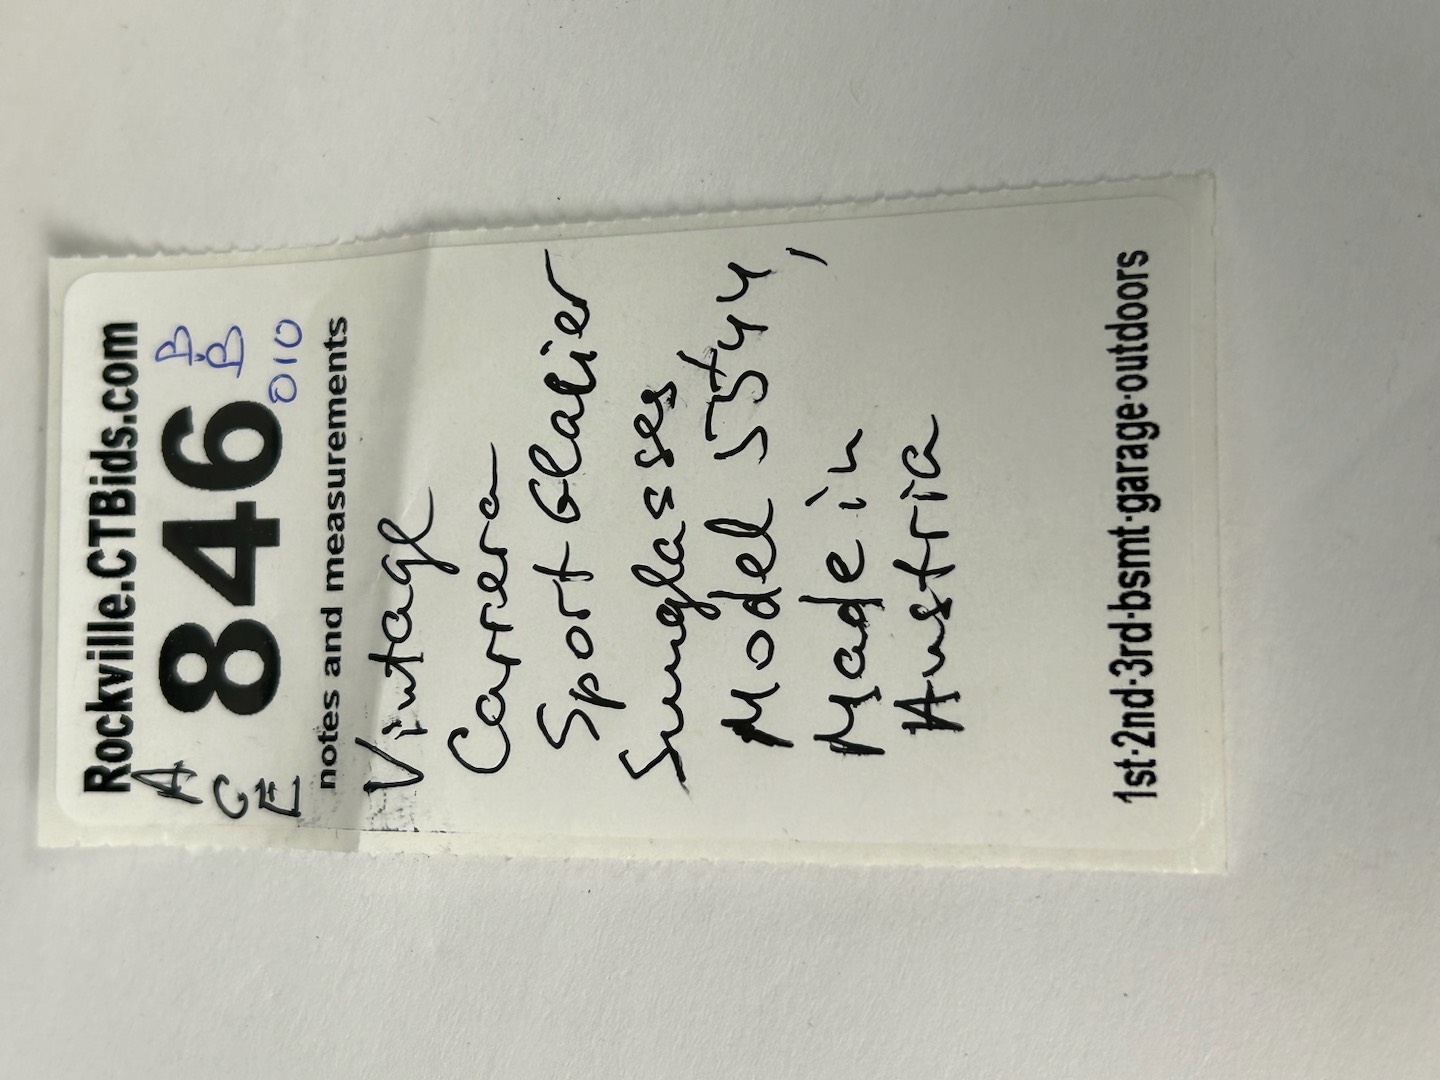 Rockville.CTBids.com
A
C
E
846
B
B
010
notes and measurements
Vintage
Carrera
Sport Glacier
Sunglasses
Model 5544,
Made in
Austria
1st·2nd·3rd·bsmt·garage·outdoors